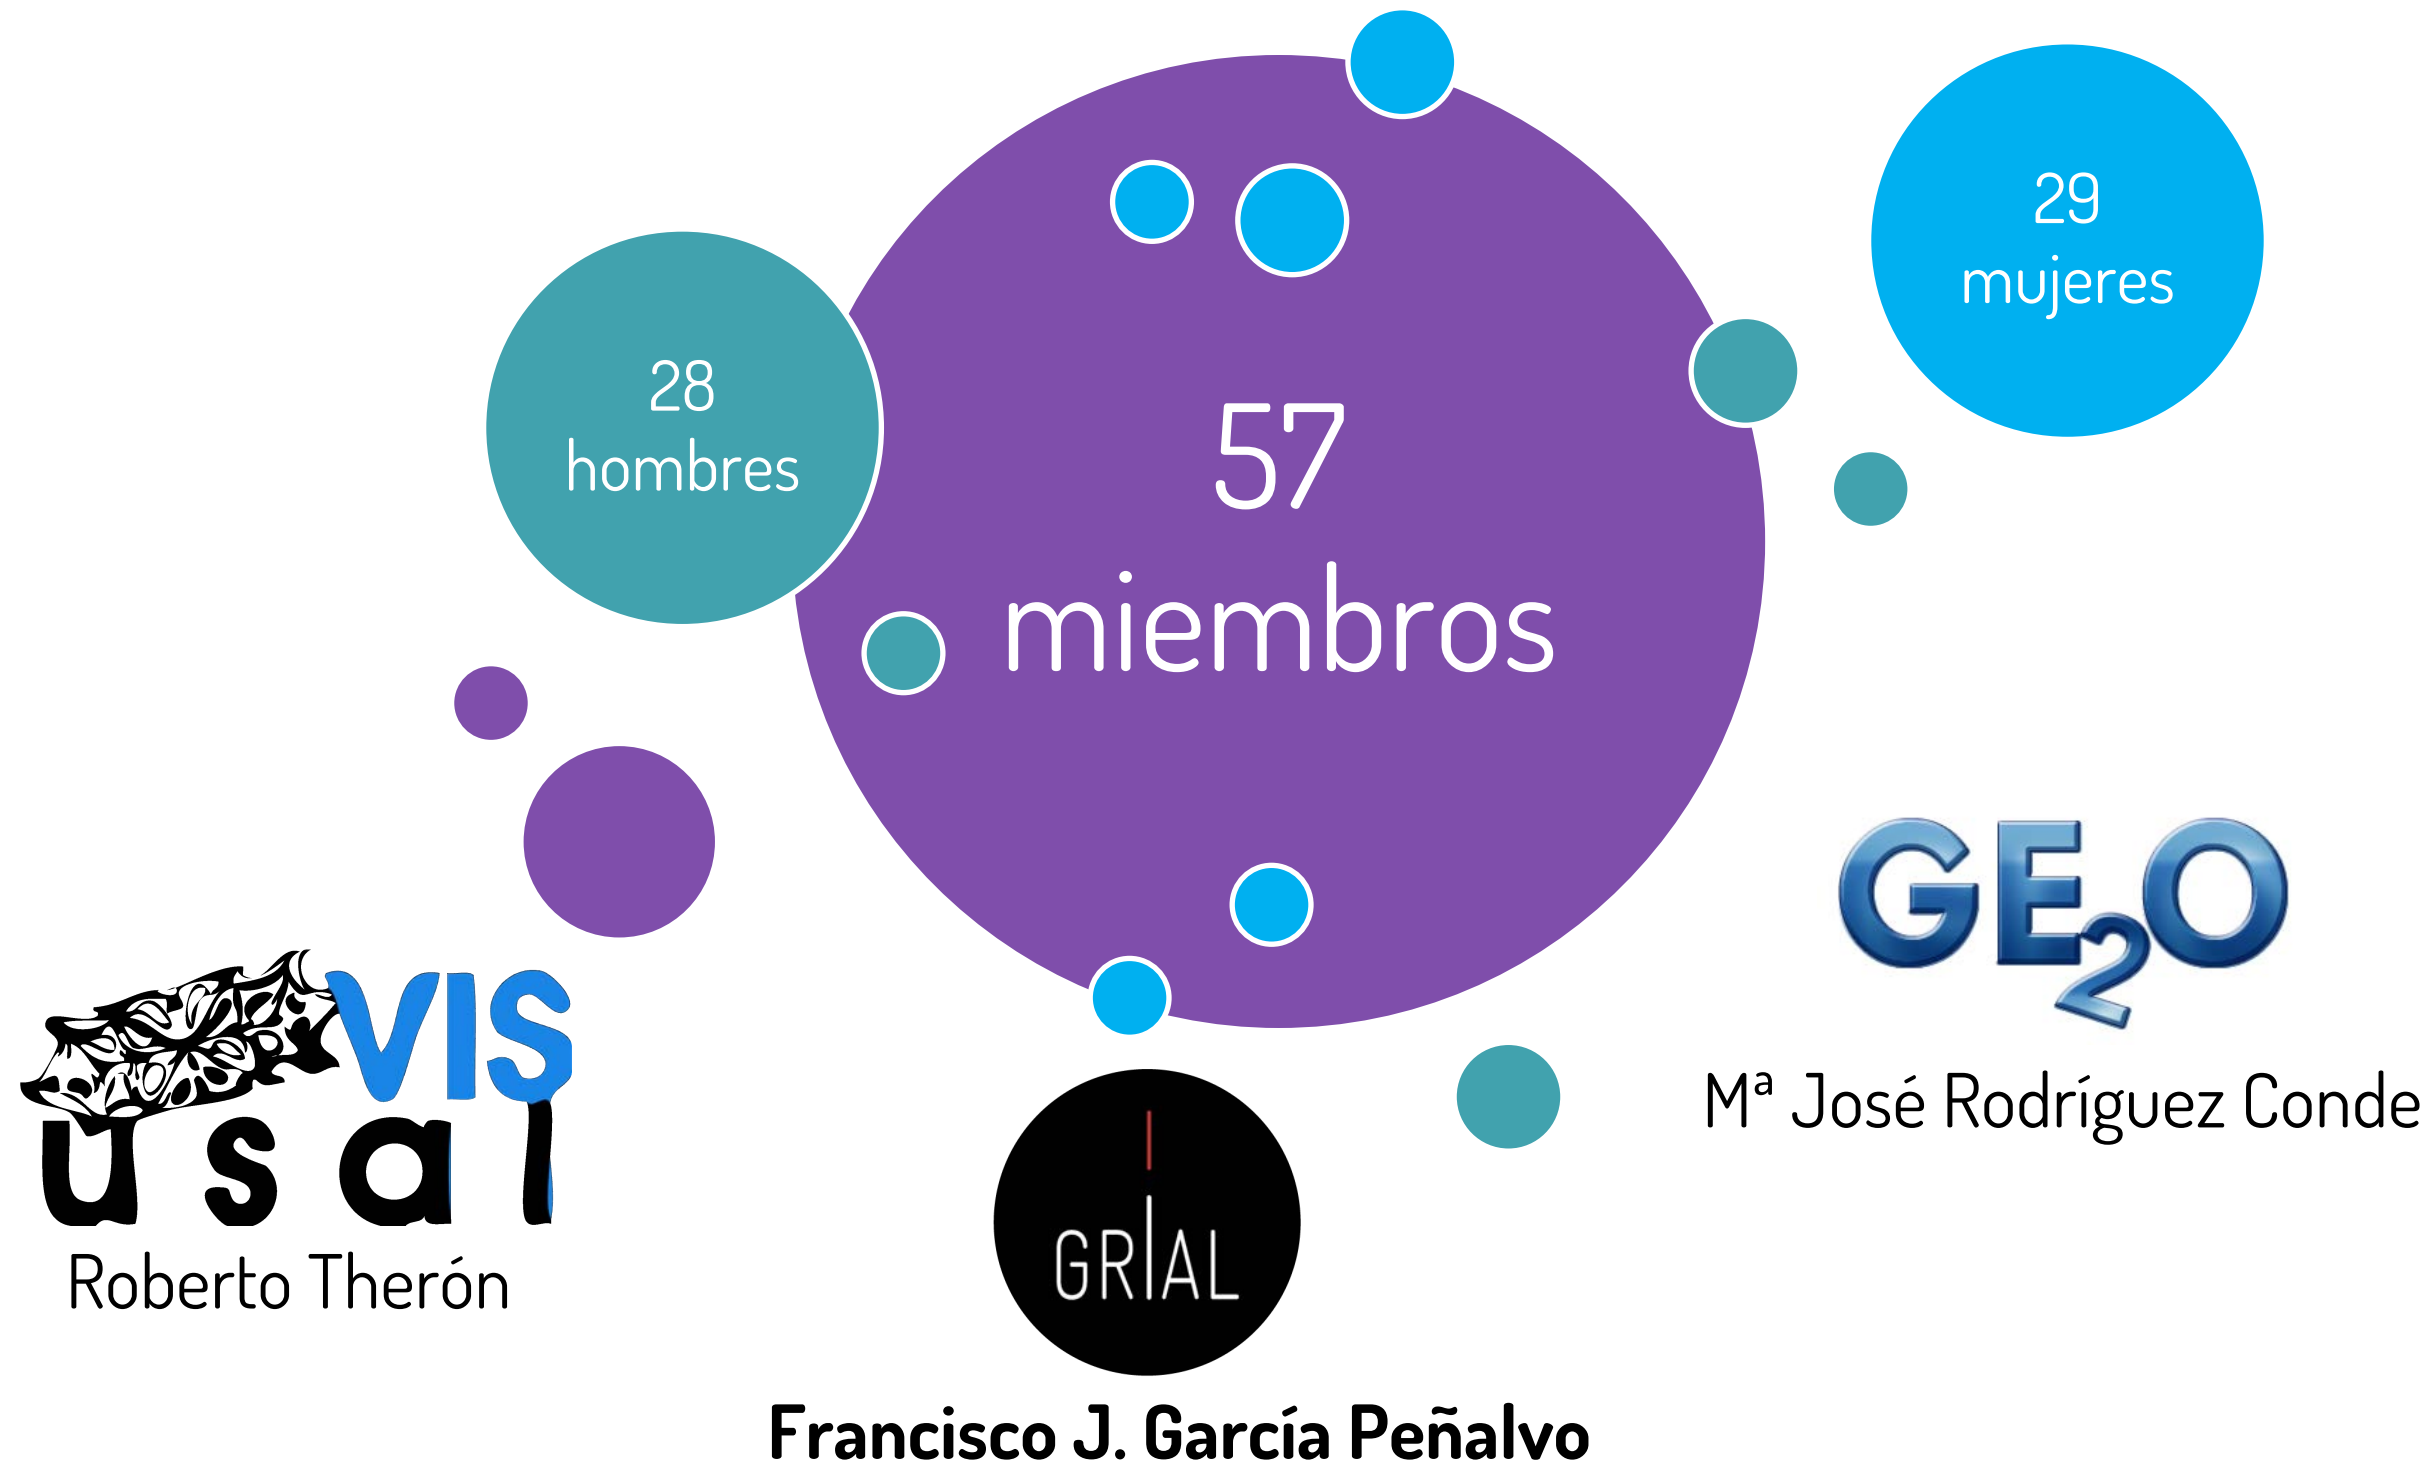 29
mujeres
28
hombres
57
miembros
GE2O
Mª José Rodríguez Conde
VIS
usal
Roberto Therón
GRIAL
Francisco J. García Peñalvo